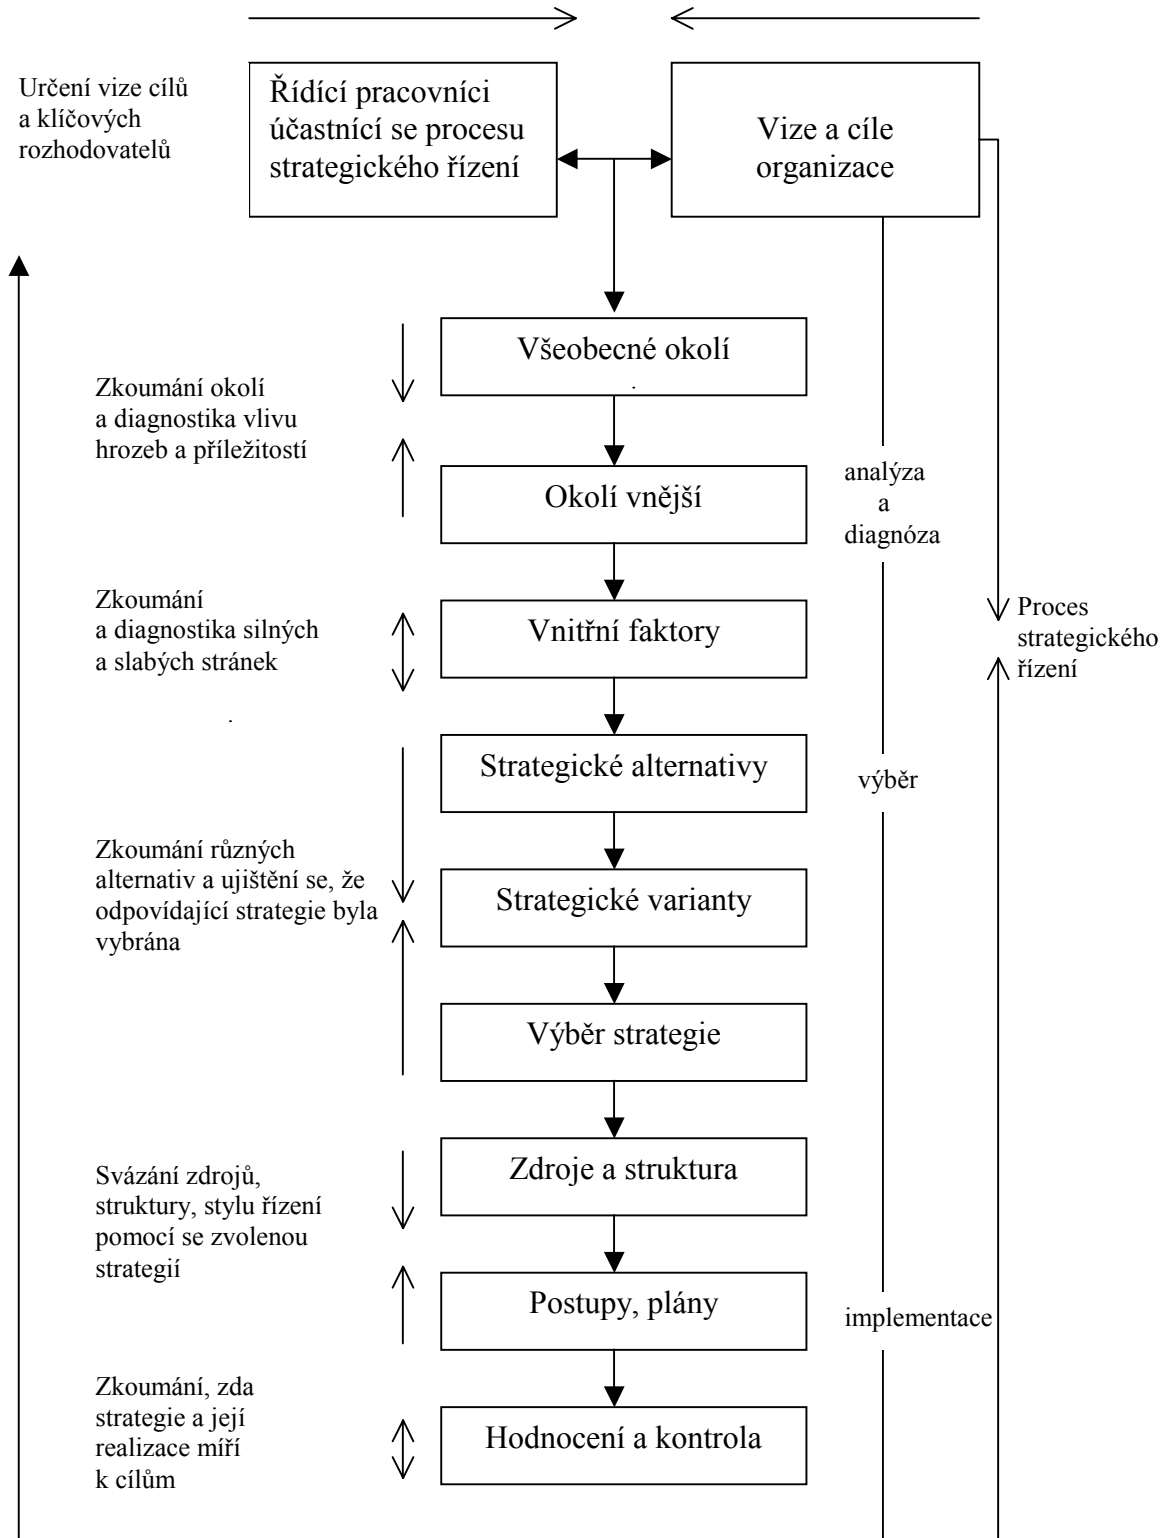 Určení vize cílů
a klíčových
rozhodovatelů
Řídící pracovníci
účastnící se procesu
strategického řízení
Vize a cíle
organizace
Všeobecné okolí
Zkoumání okolí
a diagnostika vlivu
hrozeb a příležitostí
Okolí vnější
analýza
a
diagnóza
Zkoumání
a diagnostika silných
a slabých stránek
Vnitřní faktory
Proces
strategického
řízení
Strategické alternativy
výběr
Zkoumání různých
alternativ a ujištění se, že
odpovídající strategie byla
vybrána
Strategické varianty
Výběr strategie
Zdroje a struktura
Svázání zdrojů,
struktury, stylu řízení
pomocí se zvolenou
strategií
Postupy, plány
implementace
Zkoumání, zda
strategie a její
realizace míří
k cílům
Hodnocení a kontrola